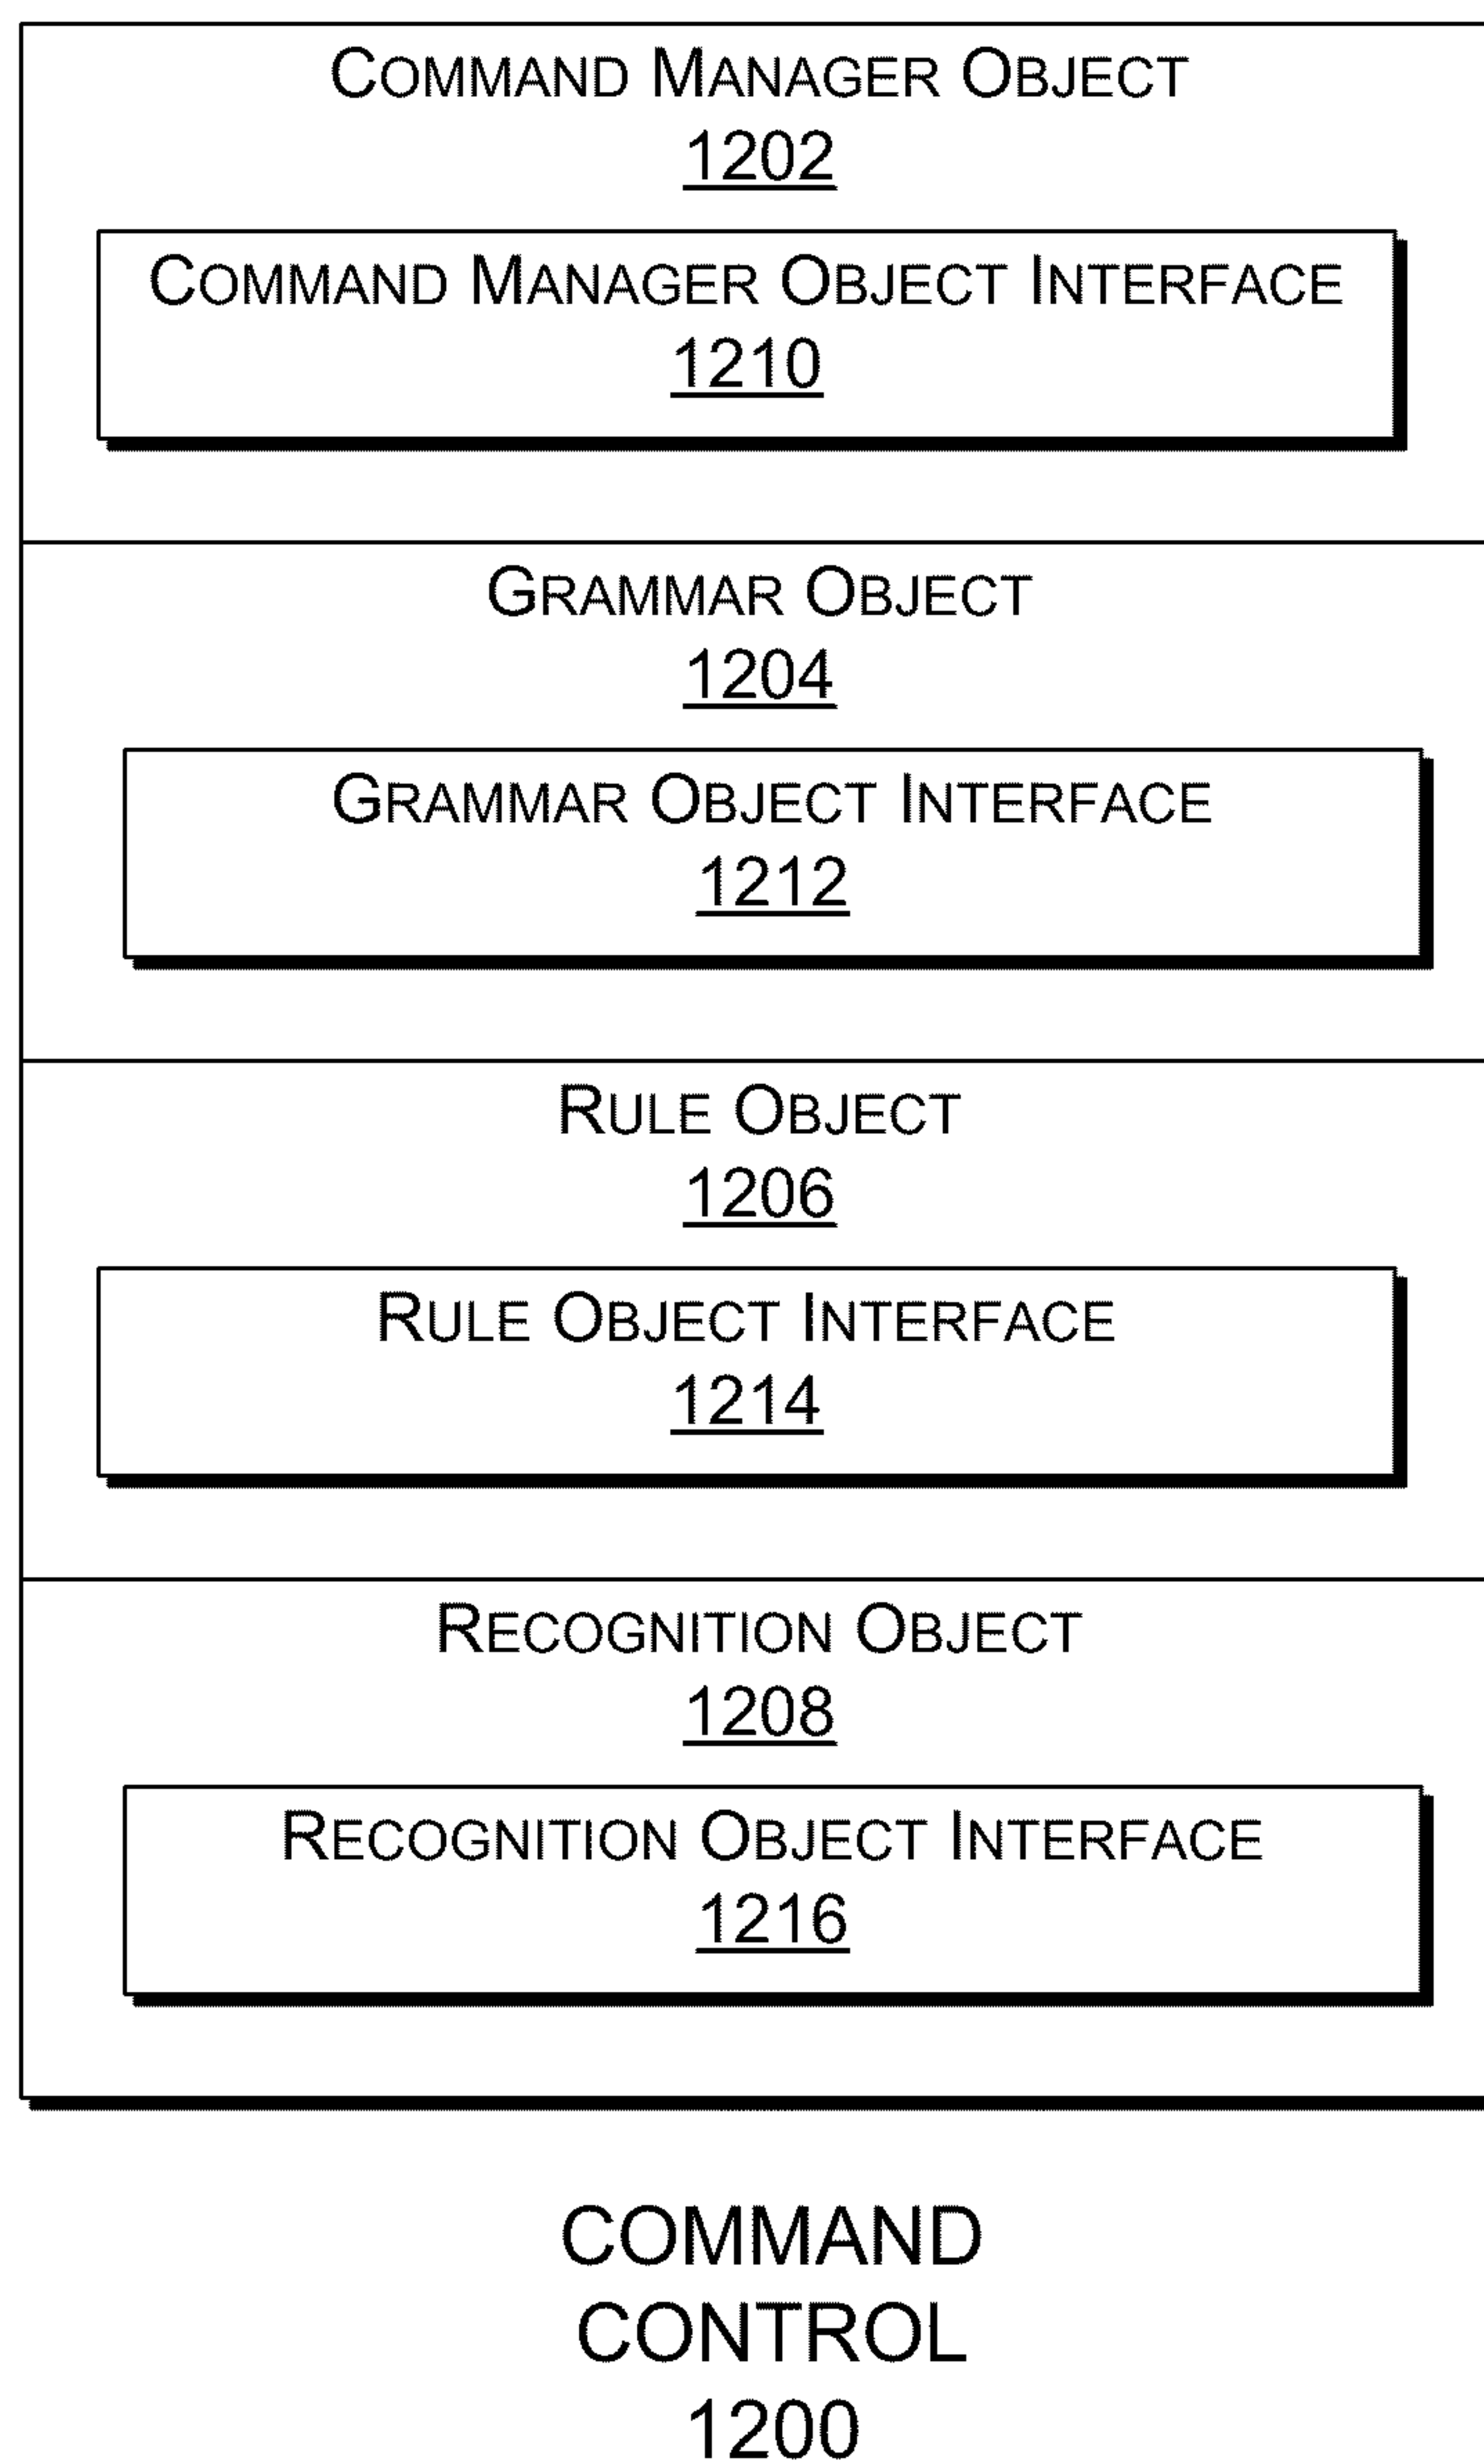 COMMAND MANAGER OBJECT
1202
COMMAND MANAGER OBJECT INTERFACE
1210
GRAMMAR OBJECT
1204
GRAMMAR OBJECT INTERFACE
1212
RULE OBJECT
1206
RULE OBJECT INTERFACE
1214
RECOGNITION OBJECT
1208
RECOGNITION OBJECT INTERFACE
1216
COMMAND
CONTROL
1200